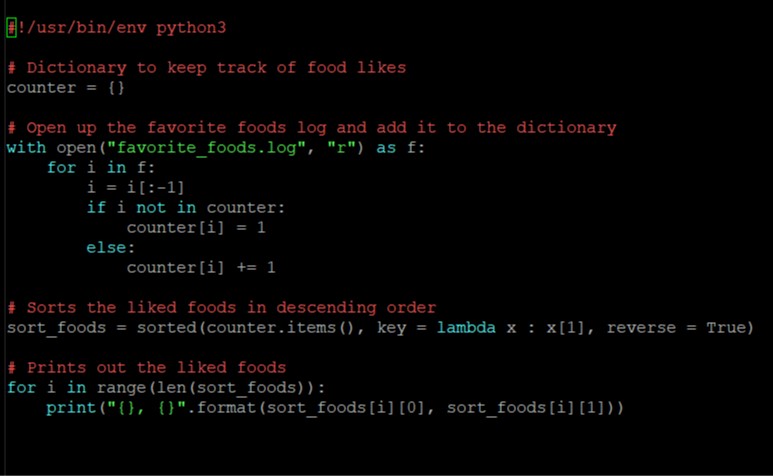 #!/usr/bin/env python3
# Dictionary to keep track of food likes
counter = {}
# Open up the favorite foods log and add it to the dictionary
with open("favorite_foods.log", "r") as f:
    for i in f:
        i = i[:-1]
        if i not in counter:
            counter[i] = 1
        else:
            counter[i] += 1
# Sorts the liked foods in descending order
sort_foods = sorted(counter.items(), key = lambda x : x[1], reverse = True)
# Prints out the liked foods
for i in range(len(sort_foods)):
    print("{}, {}".format(sort_foods[i][0], sort_foods[i][1]))